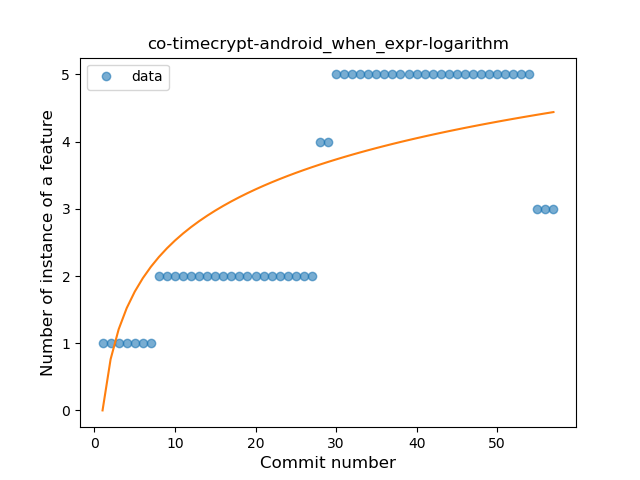 co-timecrypt-android_when_expr-logarithm
data
Number of instance of a feature
5
4
3
2
1
0
0 10 20 30 40 50
Commit number